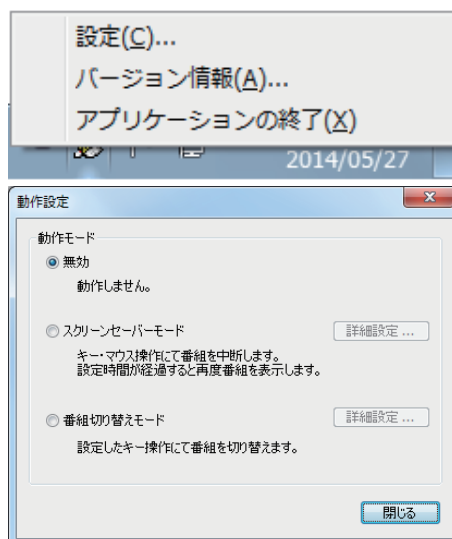 設定(C)...
バージョン情報(A)...
アプリケーションの終了(X)
2014/05/27
動作設定
動作モード
無効
動作しません。
スクリーンセーバーモード
詳細設定 ...
キー・マウス操作にて番組を中断します。
設定時間が経過すると再度番組を表示します。
番組切り替えモード
詳細設定 ...
設定したキー操作にて番組を切り替えます。
閉じる